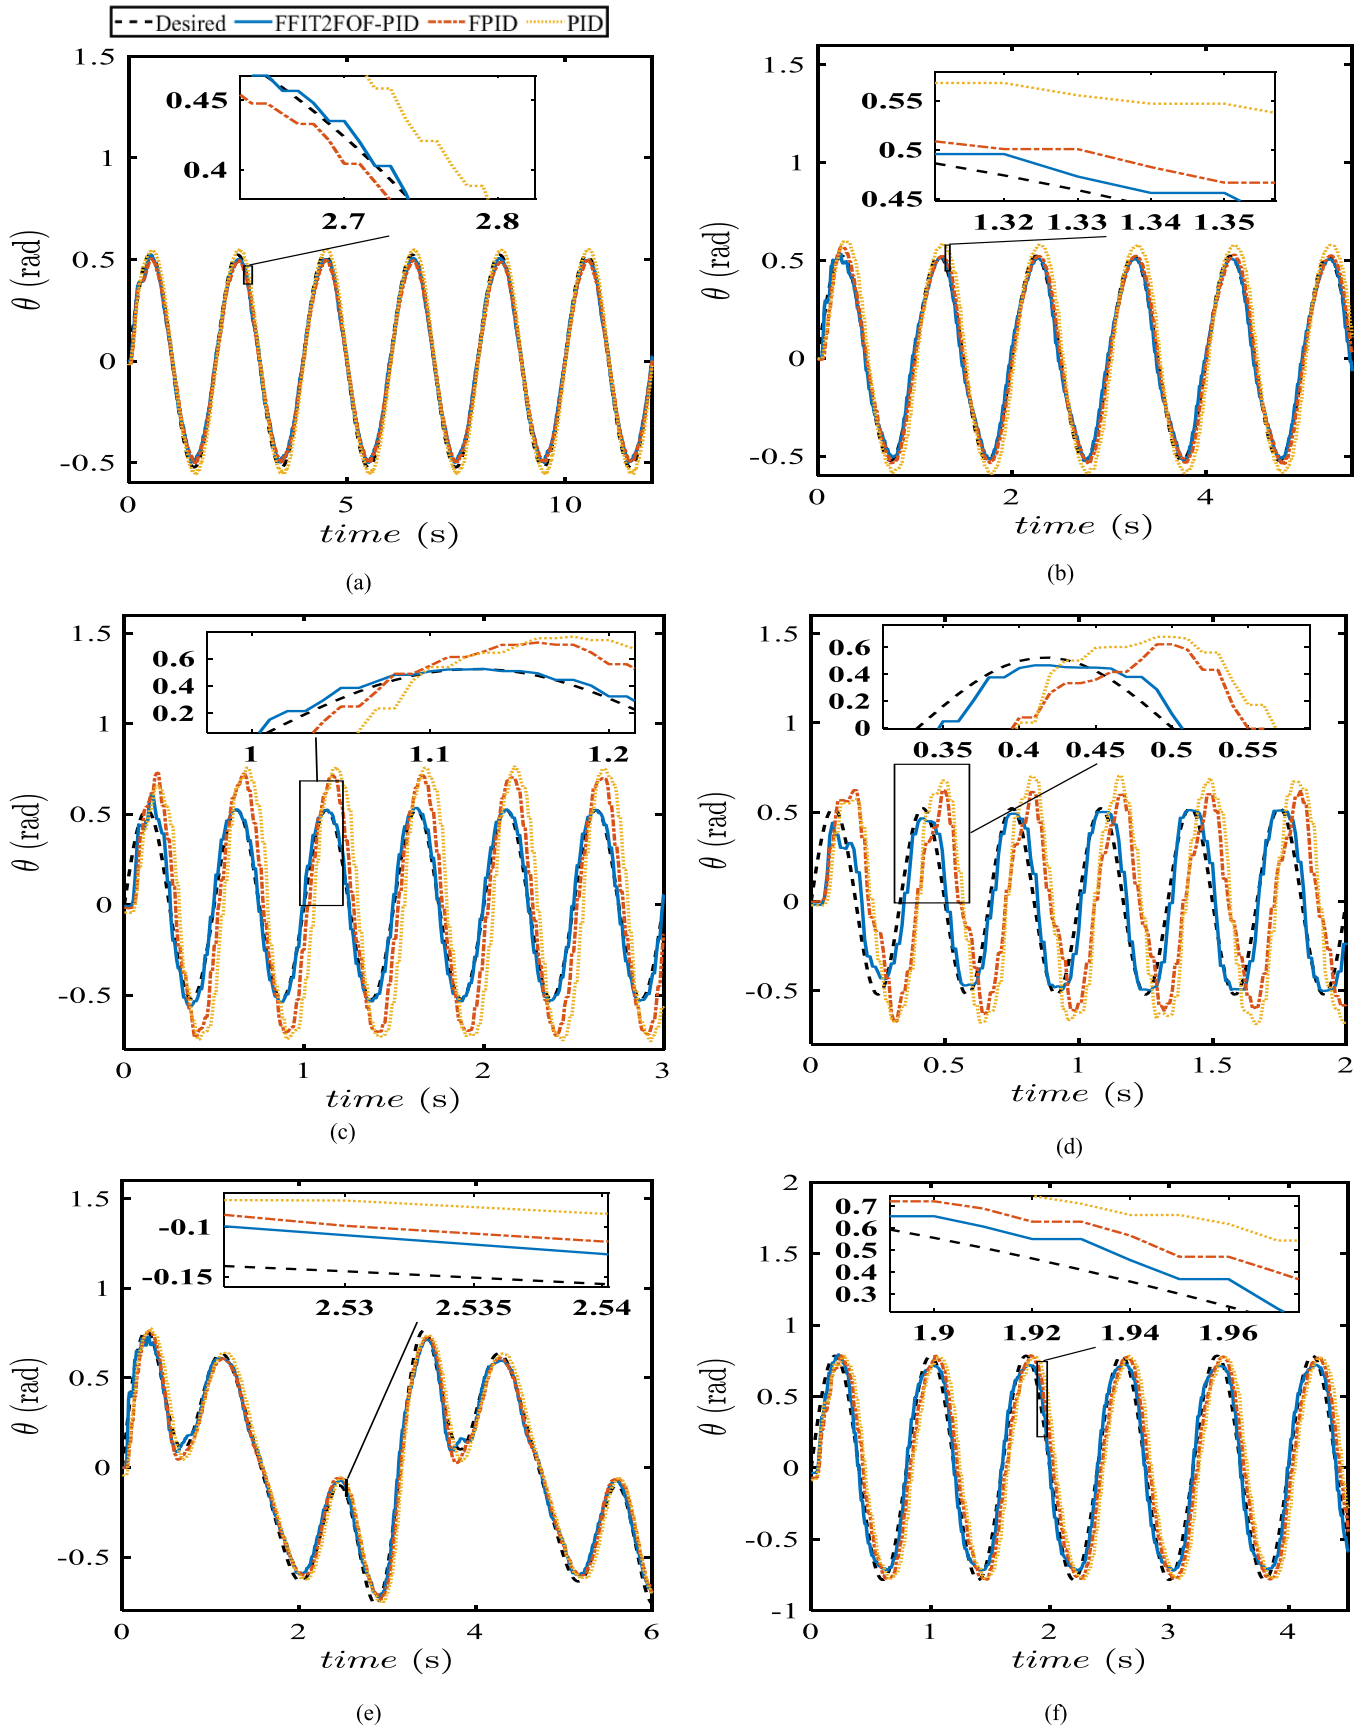 Desired FFIT2FOF-PID FPID PID
1.5
1
0.5
0
-0.5
θ (rad)
0.45
0.4
2.7 2.8
0 5 10
time (s)
(a)
1.5
1
0.5
0
-0.5
θ (rad)
0.55
0.5
0.45
1.32 1.33 1.34 1.35
0 2 4
time (s)
(b)
1.5
1
0.5
0
-0.5
θ (rad)
0.6
0.4
0.2
1 1.1 1.2
0 1 2 3
time (s)
(c)
1.5
1
0.5
0
-0.5
θ (rad)
0.6
0.4
0.2
0
0.35 0.4 0.45 0.5 0.55
0 0.5 1 1.5 2
time (s)
(d)
1.5
1
0.5
0
-0.5
θ (rad)
-0.1
-0.15
2.53 2.535 2.54
0 2 4 6
time (s)
(e)
2
1.5
1
0.5
0
-0.5
-1
θ (rad)
0.7
0.6
0.5
0.4
0.3
1.9 1.92 1.94 1.96
0 1 2 3 4
time (s)
(f)